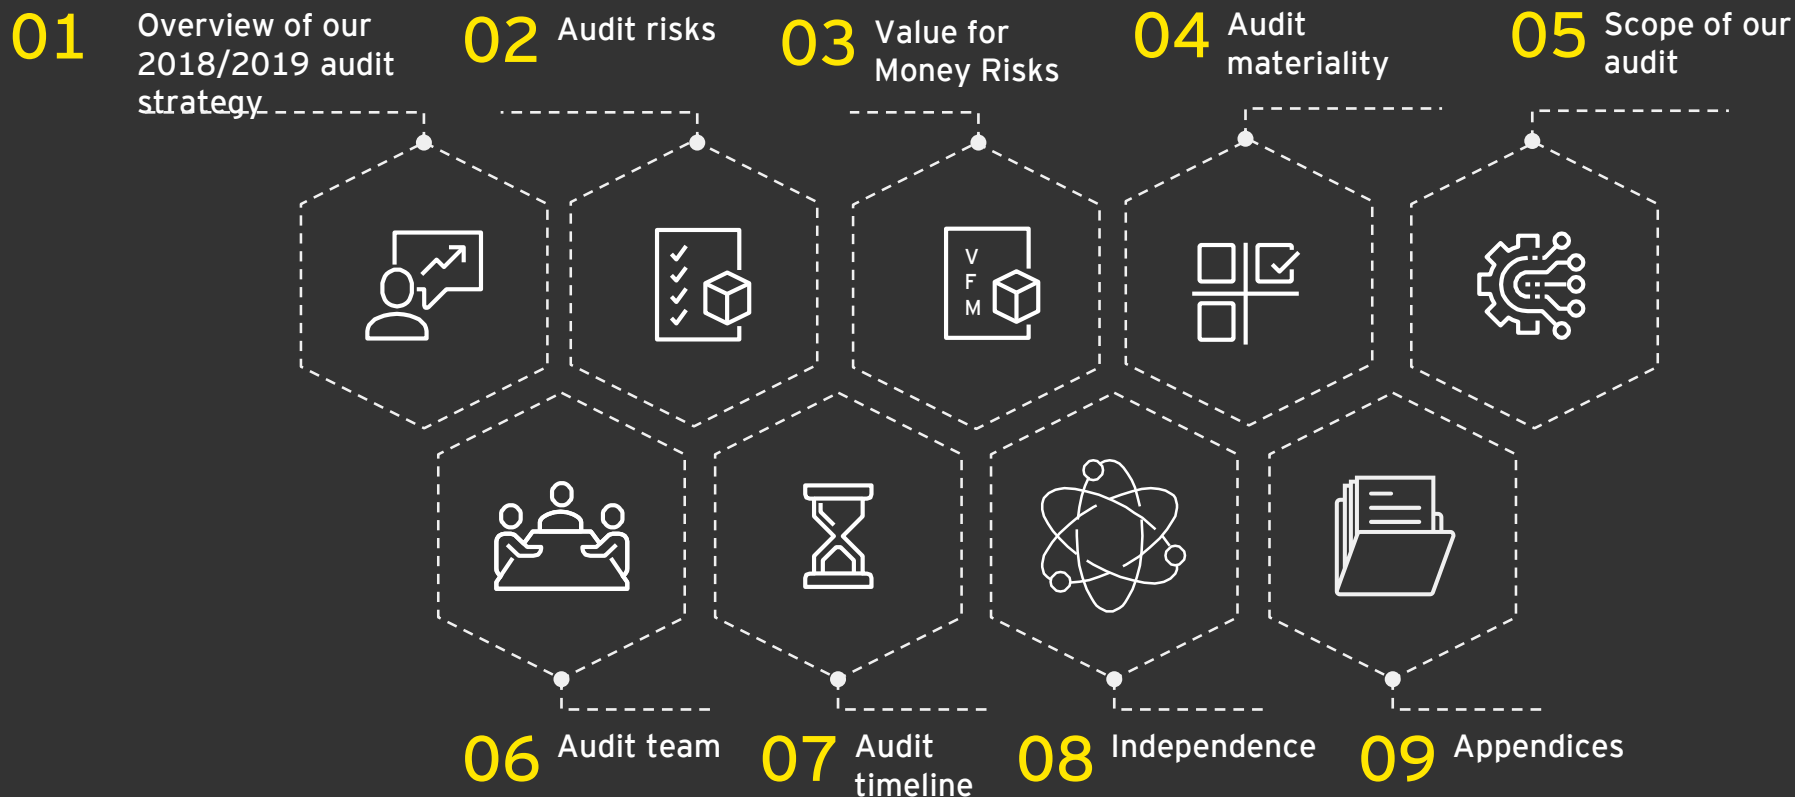 01 Overview of our
2018/2019 audit
strategy
02 Audit risks
03 Value for
Money Risks
04 Audit
materiality
05 Scope of our
audit
V
F
M
06 Audit team
07 Audit
timeline
08 Independence
09 Appendices